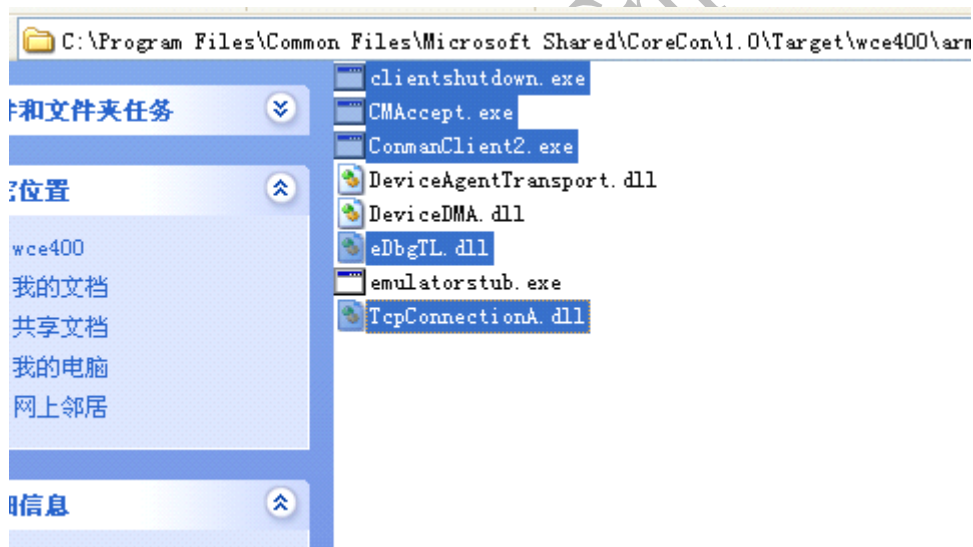 C:\Program Files\Common Files\Microsoft Shared\CoreCon\1.0\Target\wce400\arm
clientshutdown.exe
CMAccept.exe
ConmanClient2.exe
DeviceAgentTransport.dll
DeviceDMA.dll
eDbgTL.dll
emulatorstub.exe
TcpConnectionA.dll
和文件夹任务
位置
wce400
我的文档
共享文档
我的电脑
网上邻居
信息